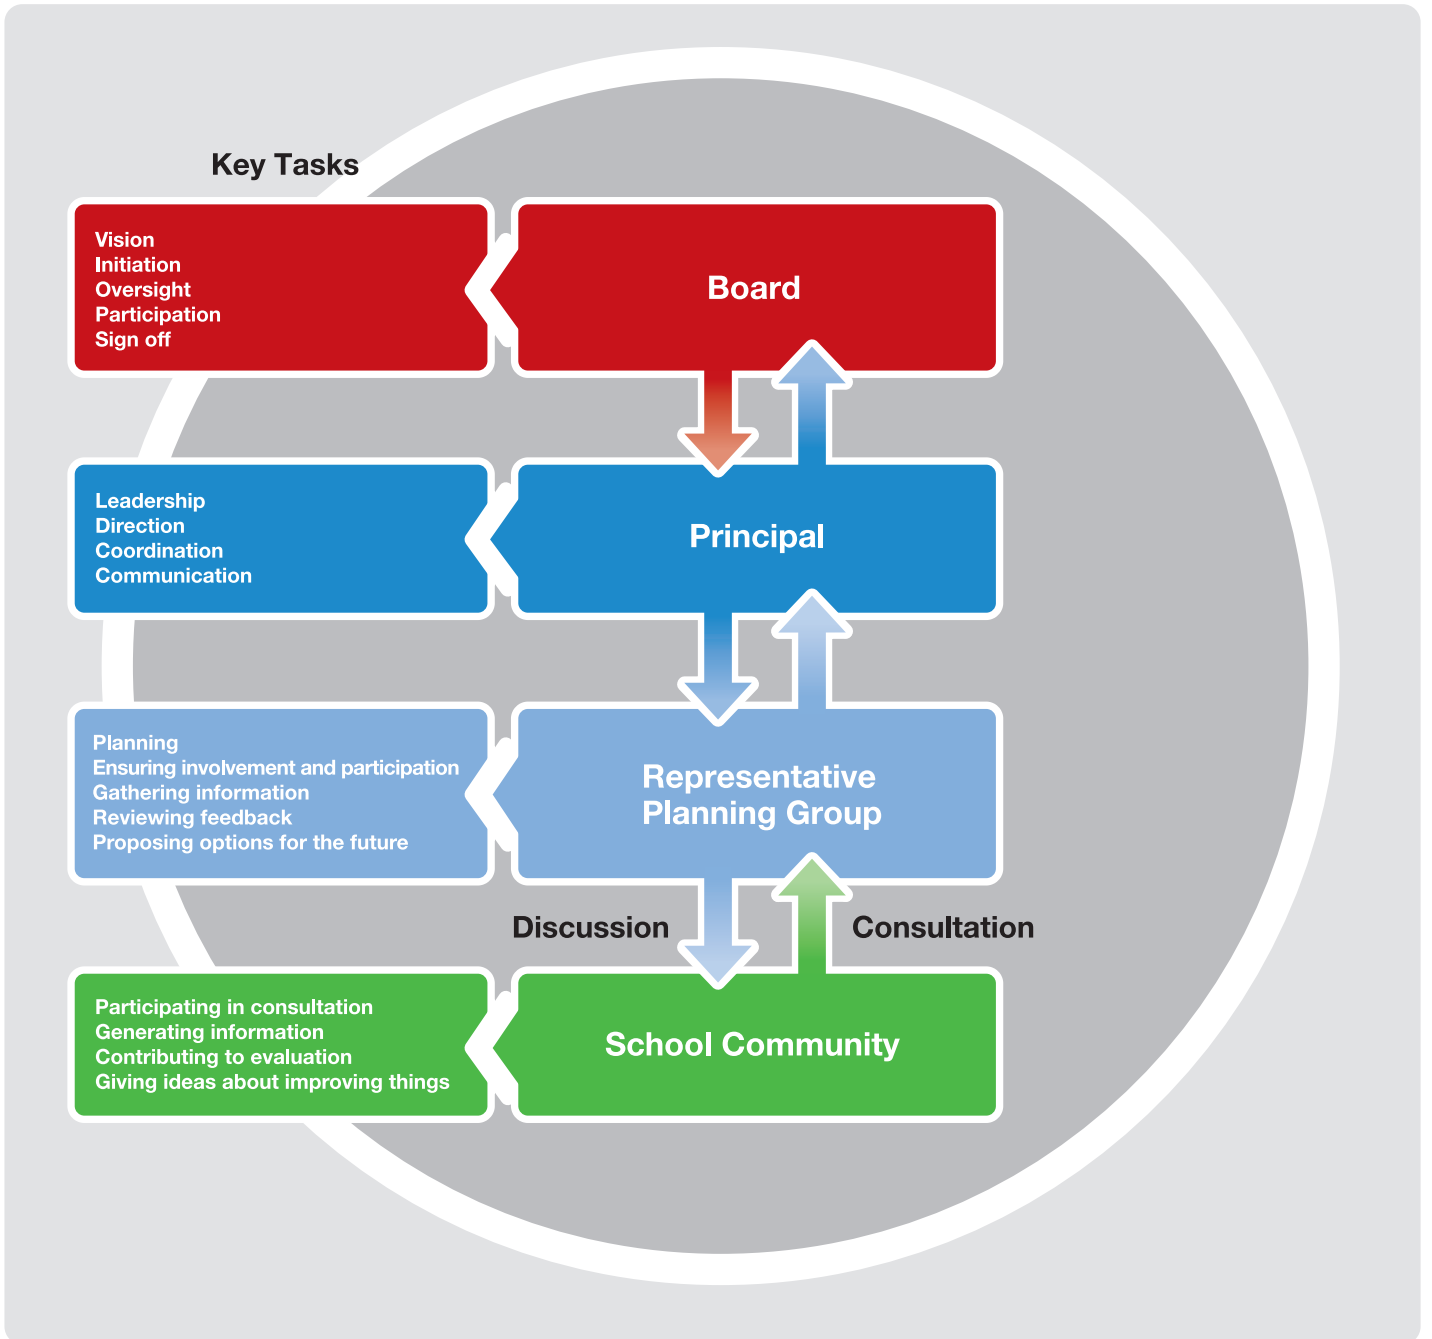 Key Tasks
Vision
Initiation
Oversight
Participation
Sign off
Board
Leadership
Direction
Coordination
Communication
Principal
Planning
Ensuring involvement and participation
Gathering information
Reviewing feedback
Proposing options for the future
Representative
Planning Group
Discussion
Consultation
Participating in consultation
Generating information
Contributing to evaluation
Giving ideas about improving things
School Community